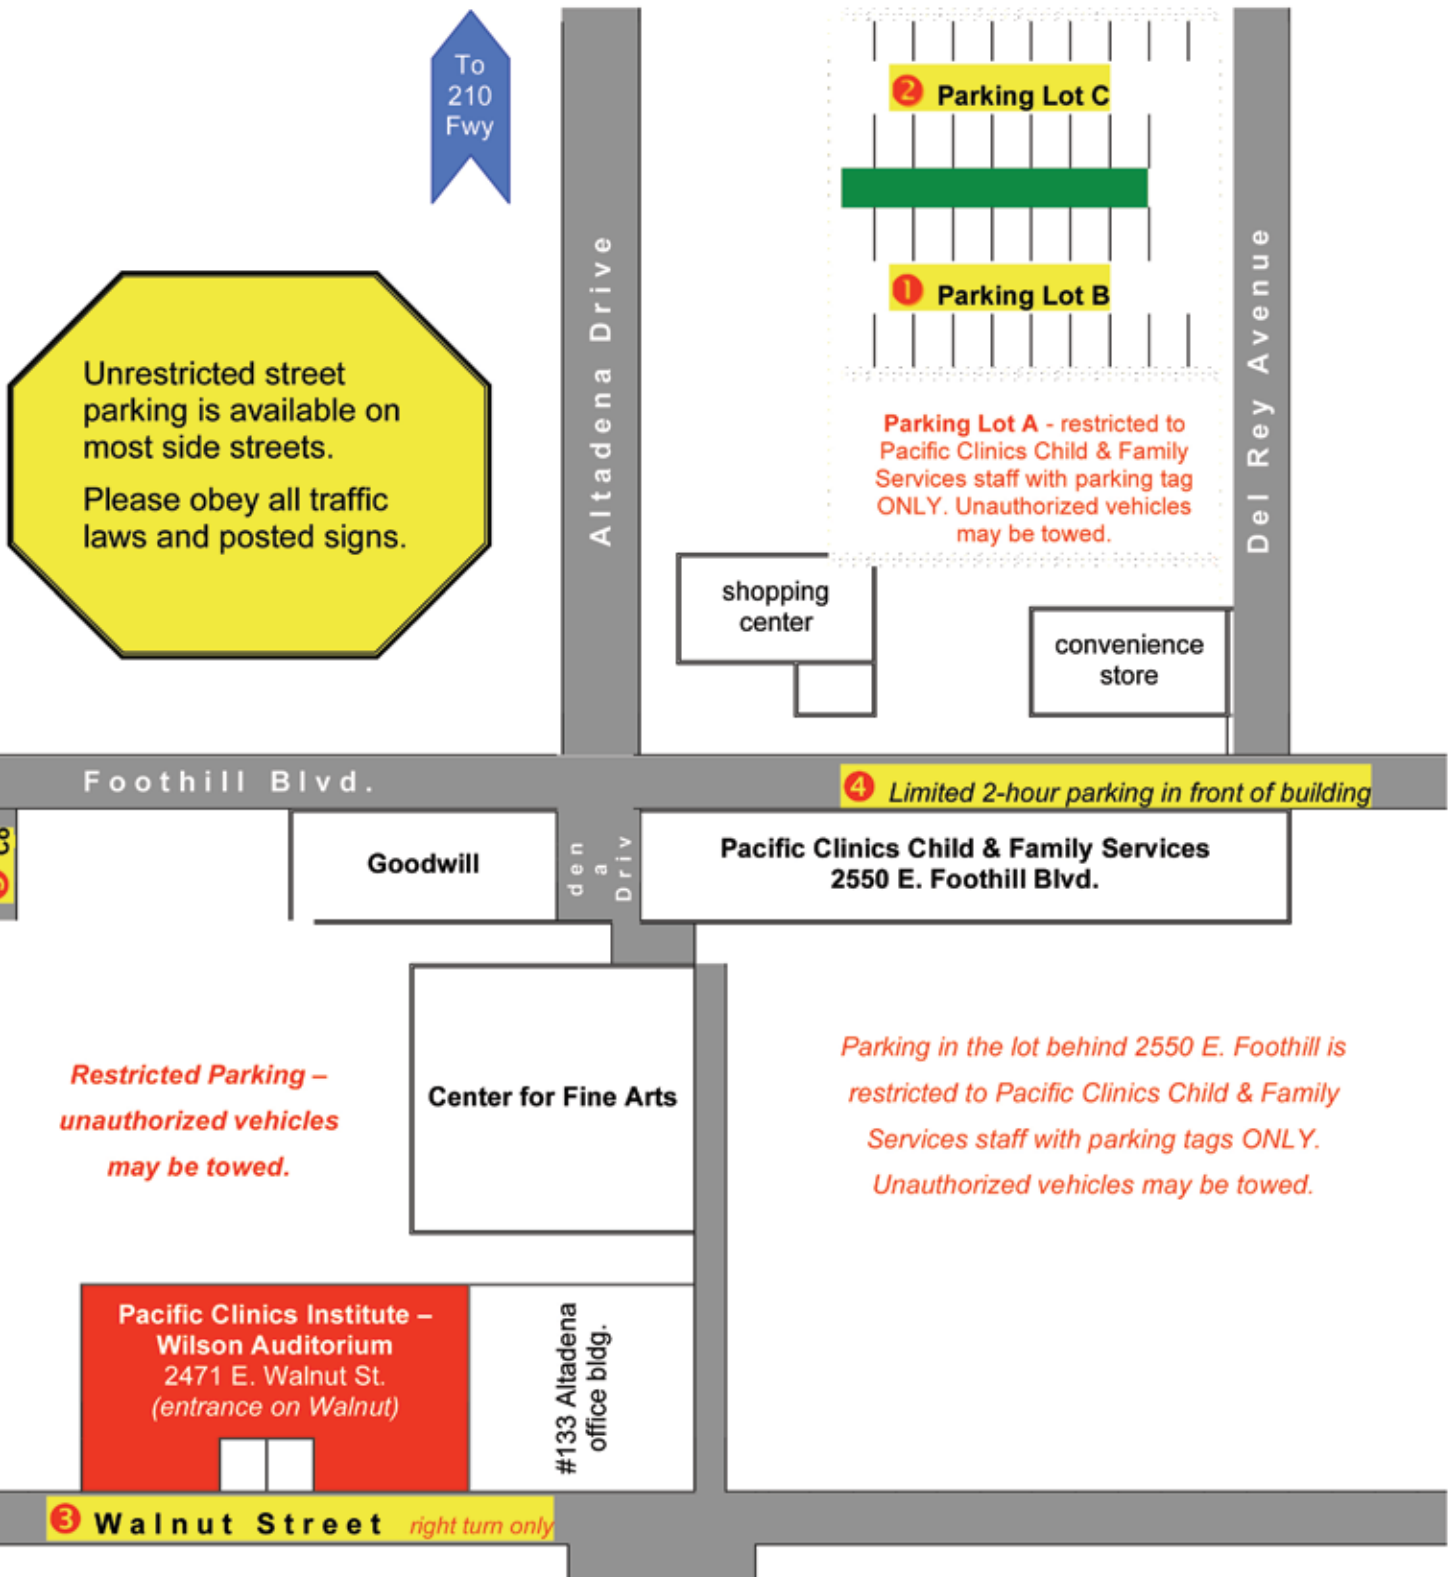 To
210
Fwy
❷ Parking Lot C
❶ Parking Lot B
Altadena Drive
Del Rey Avenue
Unrestricted street
parking is available on
most side streets.
Please obey all traffic
laws and posted signs.
Parking Lot A - restricted to
Pacific Clinics Child & Family
Services staff with parking tag
ONLY. Unauthorized vehicles
may be towed.
shopping
center
convenience
store
Foothill Blvd.
❹ Limited 2-hour parking in front of building
Goodwill
den
a
Driv
Pacific Clinics Child & Family Services
2550 E. Foothill Blvd.
Center for Fine Arts
Restricted Parking –
unauthorized vehicles
may be towed.
Parking in the lot behind 2550 E. Foothill is
restricted to Pacific Clinics Child & Family
Services staff with parking tags ONLY.
Unauthorized vehicles may be towed.
Pacific Clinics Institute –
Wilson Auditorium
2471 E. Walnut St.
(entrance on Walnut)
#133 Altadena
office bldg.
❸ Walnut Street right turn only